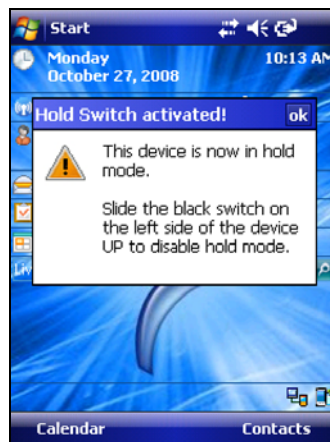 Start
Monday 10:13 AM
October 27, 2008
Hold Switch activated! ok
This device is now in hold
mode.
Slide the black switch on
the left side of the device
UP to disable hold mode.
Calendar Contacts